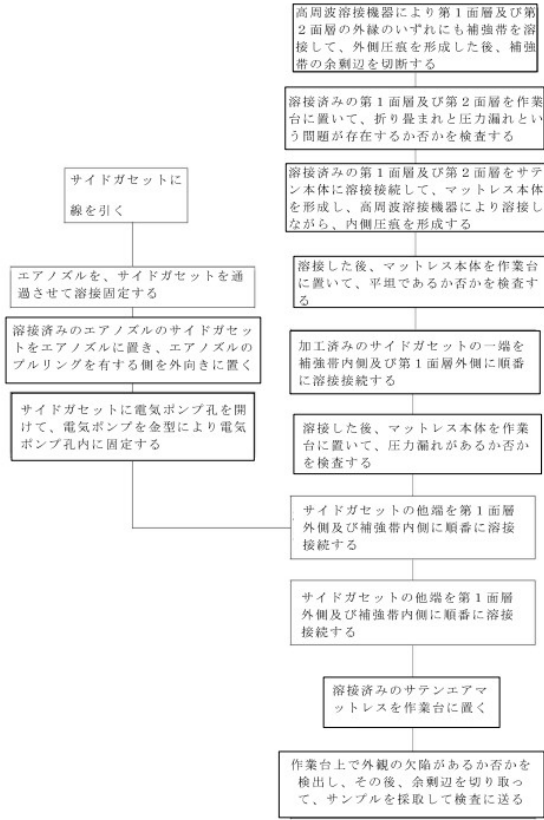 高周波溶接機器により第1面層及び第
2面層の外縁のいずれにも補強帯を溶
接して、外側圧痕を形成した後、補強
帯の余剰辺を切断する
溶接済みの第1面層及び第2面層を作業
台に置いて、折り畳まれと圧力漏れとい
う問題が存在するか否かを検査する
溶接済みの第1面層及び第2面層をサテ
ン本体に溶接接続して、マットレス本体
を形成し、高周波溶接機器により溶接し
ながら、内側圧痕を形成する
溶接した後、マットレス本体を作業台
に置いて、平坦であるか否かを検査す
る
加工済みのサイドガセットの一端を
補強帯内側及び第1面層外側に順番
に溶接接続する
溶接した後、マットレス本体を作業
台に置いて、圧力漏れがあるか否か
を検査する
サイドガセットに
線を引く
エアノズルを、サイドガセットを通
過させて溶接固定する
溶接済みのエアノズルのサイドガセッ
トをエアノズルに置き、エアノズルの
プルリングを有する側を外向きに置く
サイドガセットに電気ポンプ孔を開
けて、電気ポンプを金型により電気
ポンプ孔内に固定する
サイドガセットの他端を第1面層
外側及び補強帯内側に順番に溶接
接続する
サイドガセットの他端を第1面層
外側及び補強帯内側に順番に溶接
接続する
溶接済みのサテンエアマ
ットレスを作業台に置く
作業台上で外観の欠陥があるか否かを
検出し、その後、余剰辺を切り取っ
て、サンプルを採取して検査に送る